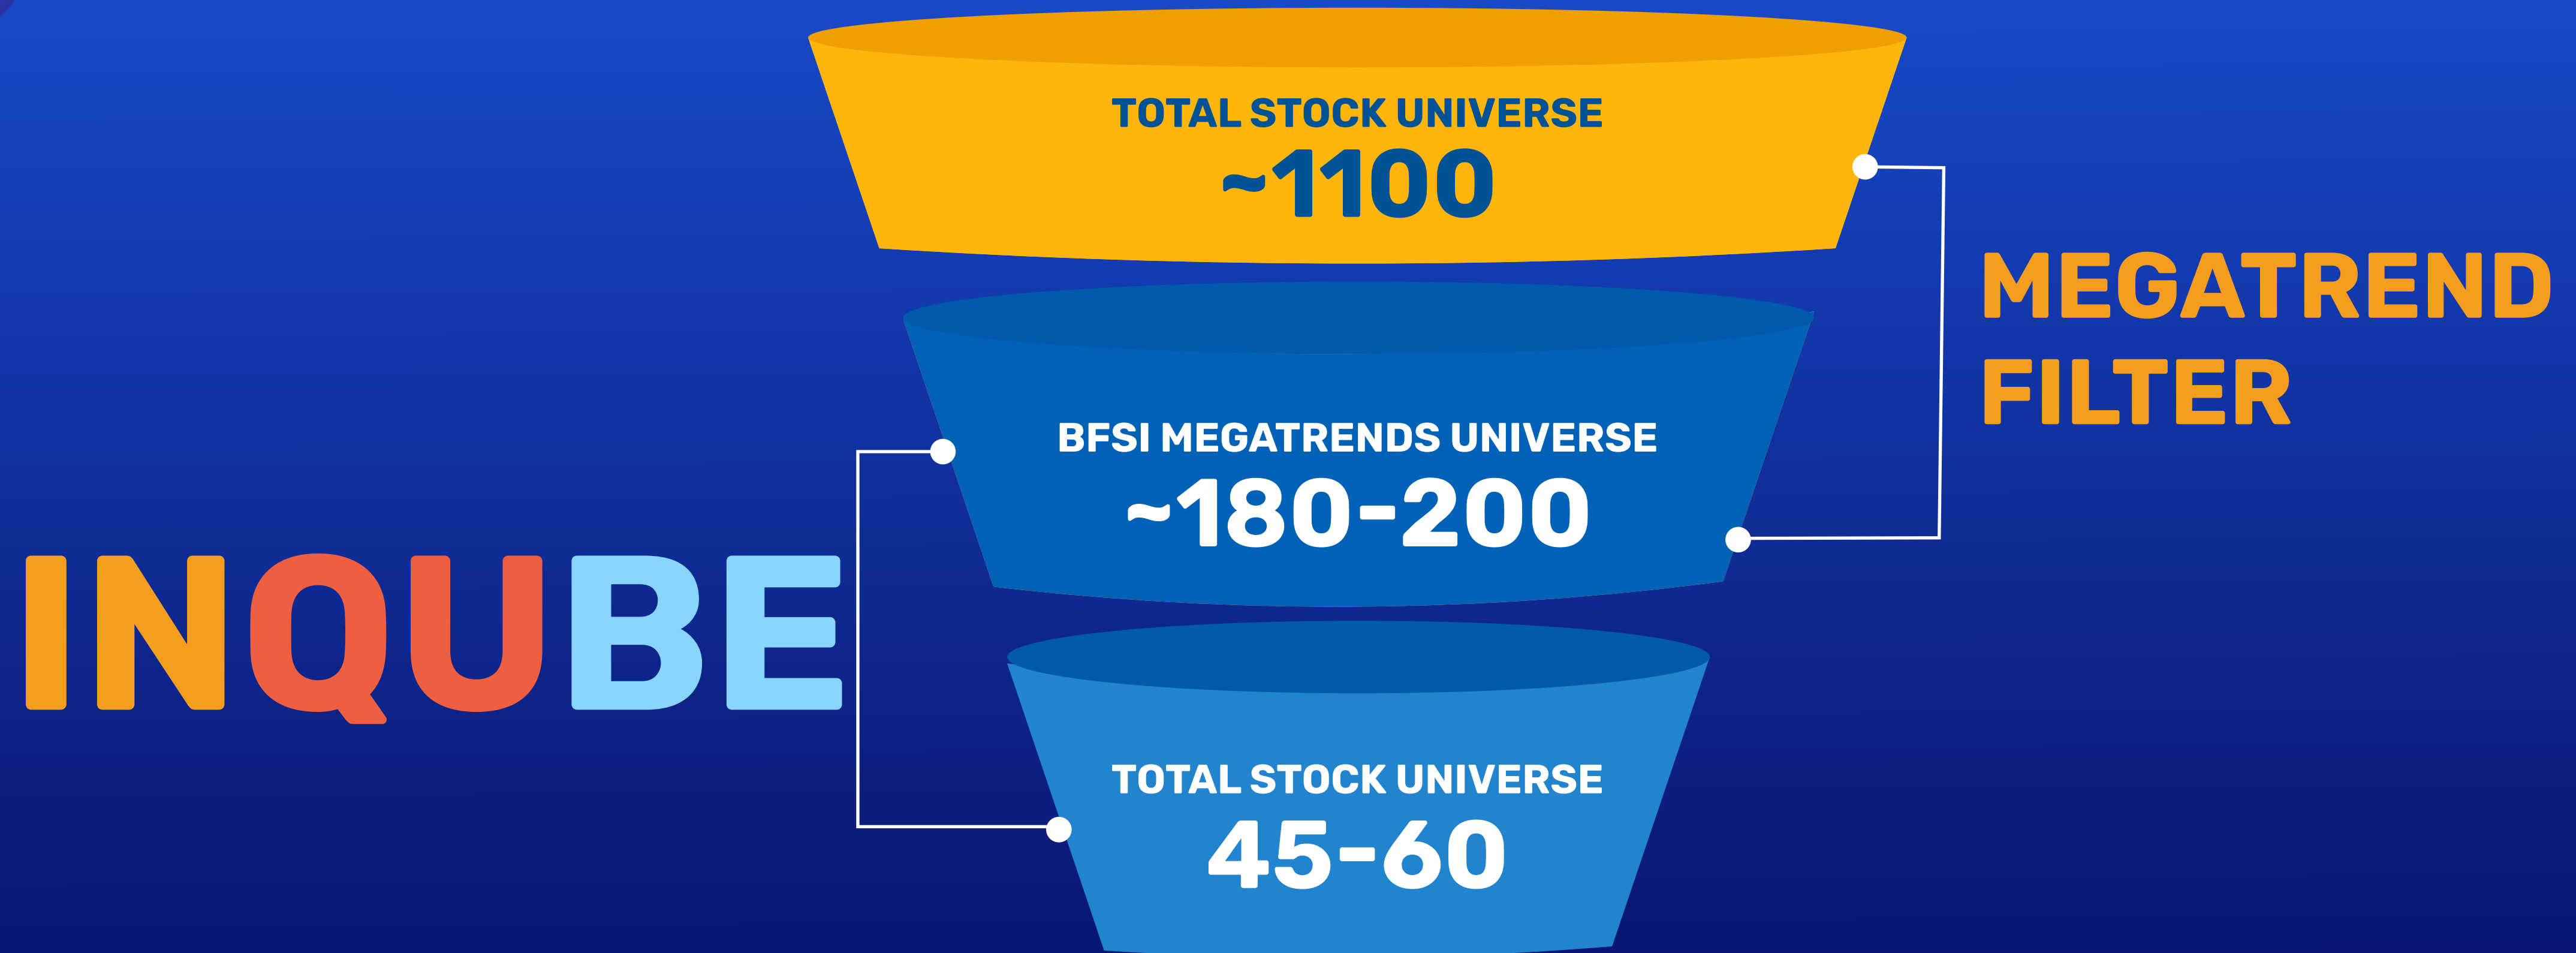 TOTAL STOCK UNIVERSE
~1100
MEGATREND
FILTER
BFSI MEGATRENDS UNIVERSE
~180-200
INQUBE
TOTAL STOCK UNIVERSE
45-60